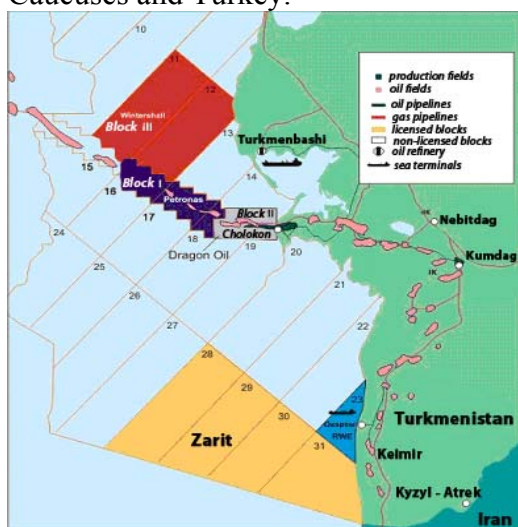 Caucuses and Turkey.
10
11
12
Wintershall
Block III
13
production fields
oil fields
oil pipelines
gas pipelines
licensed blocks
non-licensed blocks
oil refinery
sea terminals
Turkmenbashi
15
16
Block I
14
Petronas
17
18
Block II
Cholokon
19
20
Dragon Oil
Nebitdag
Kumdag
24
25
26
27
21
22
28
29
30
31
23
RWE
Zarit
Turkmenistan
Keimir
Kyzyl - Atrek
Iran